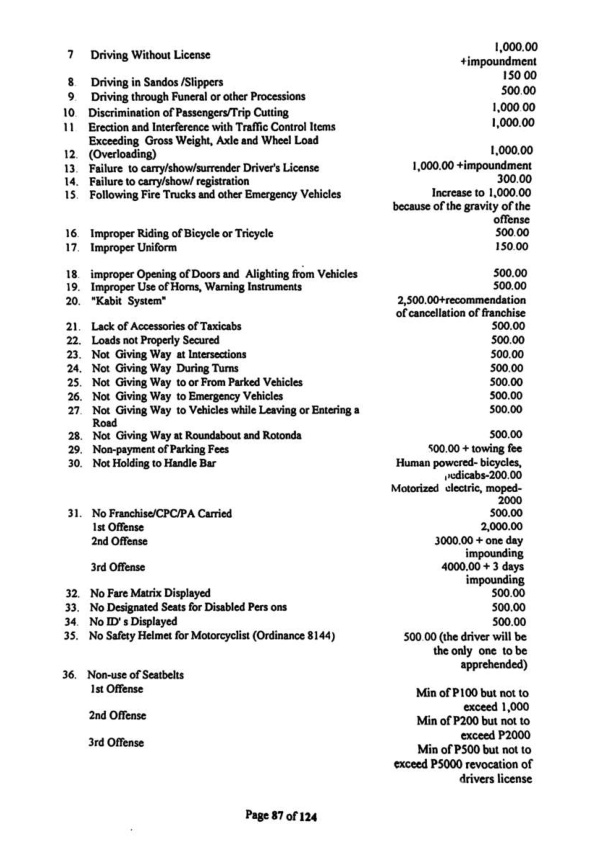 7 Driving Without License 1,000.00
+impoundment
8. Driving in Sandos /Slippers 150 00
9. Driving through Funeral or other Processions 500.00
10. Discrimination of Passengers/Trip Cutting 1,000 00
11 Erection and Interference with Traffic Control Items 1,000.00
Exceeding Gross Weight, Axle and Wheel Load
12. (Overloading) 1,000.00
13. Failure to carry/show/surrender Driver's License 1,000.00 +impoundment
14. Failure to carry/show/ registration 300.00
15. Following Fire Trucks and other Emergency Vehicles Increase to 1,000.00
because of the gravity of the
offense
16. Improper Riding of Bicycle or Tricycle 500.00
17. Improper Uniform 150.00
18. improper Opening of Doors and Alighting from Vehicles 500.00
19. Improper Use of Horns, Warning Instruments 500.00
20. "Kabit System" 2,500.00+recommendation
of cancellation of franchise
21. Lack of Accessories of Taxicabs 500.00
22. Loads not Properly Secured 500.00
23. Not Giving Way at Intersections 500.00
24. Not Giving Way During Turns 500.00
25. Not Giving Way to or From Parked Vehicles 500.00
26. Not Giving Way to Emergency Vehicles 500.00
27. Not Giving Way to Vehicles while Leaving or Entering a 500.00
Road
28. Not Giving Way at Roundabout and Rotonda 500.00
29. Non-payment of Parking Fees 500.00 + towing fee
30. Not Holding to Handle Bar Human powered- bicycles,
pedicabs-200.00
Motorized electric, moped-
2000
31. No Franchise/CPC/PA Carried 500.00
1st Offense 2,000.00
2nd Offense 3000.00 + one day
impounding
3rd Offense 4000.00 + 3 days
impounding
32. No Fare Matrix Displayed 500.00
33. No Designated Seats for Disabled Pers ons 500.00
34. No ID' s Displayed 500.00
35. No Safety Helmet for Motorcyclist (Ordinance 8144) 500.00 (the driver will be
the only one to be
apprehended)
36. Non-use of Seatbelts
1st Offense Min of P100 but not to
exceed 1,000
2nd Offense Min of P200 but not to
exceed P2000
3rd Offense Min of P500 but not to
exceed P5000 revocation of
drivers license
Page 87 of 124